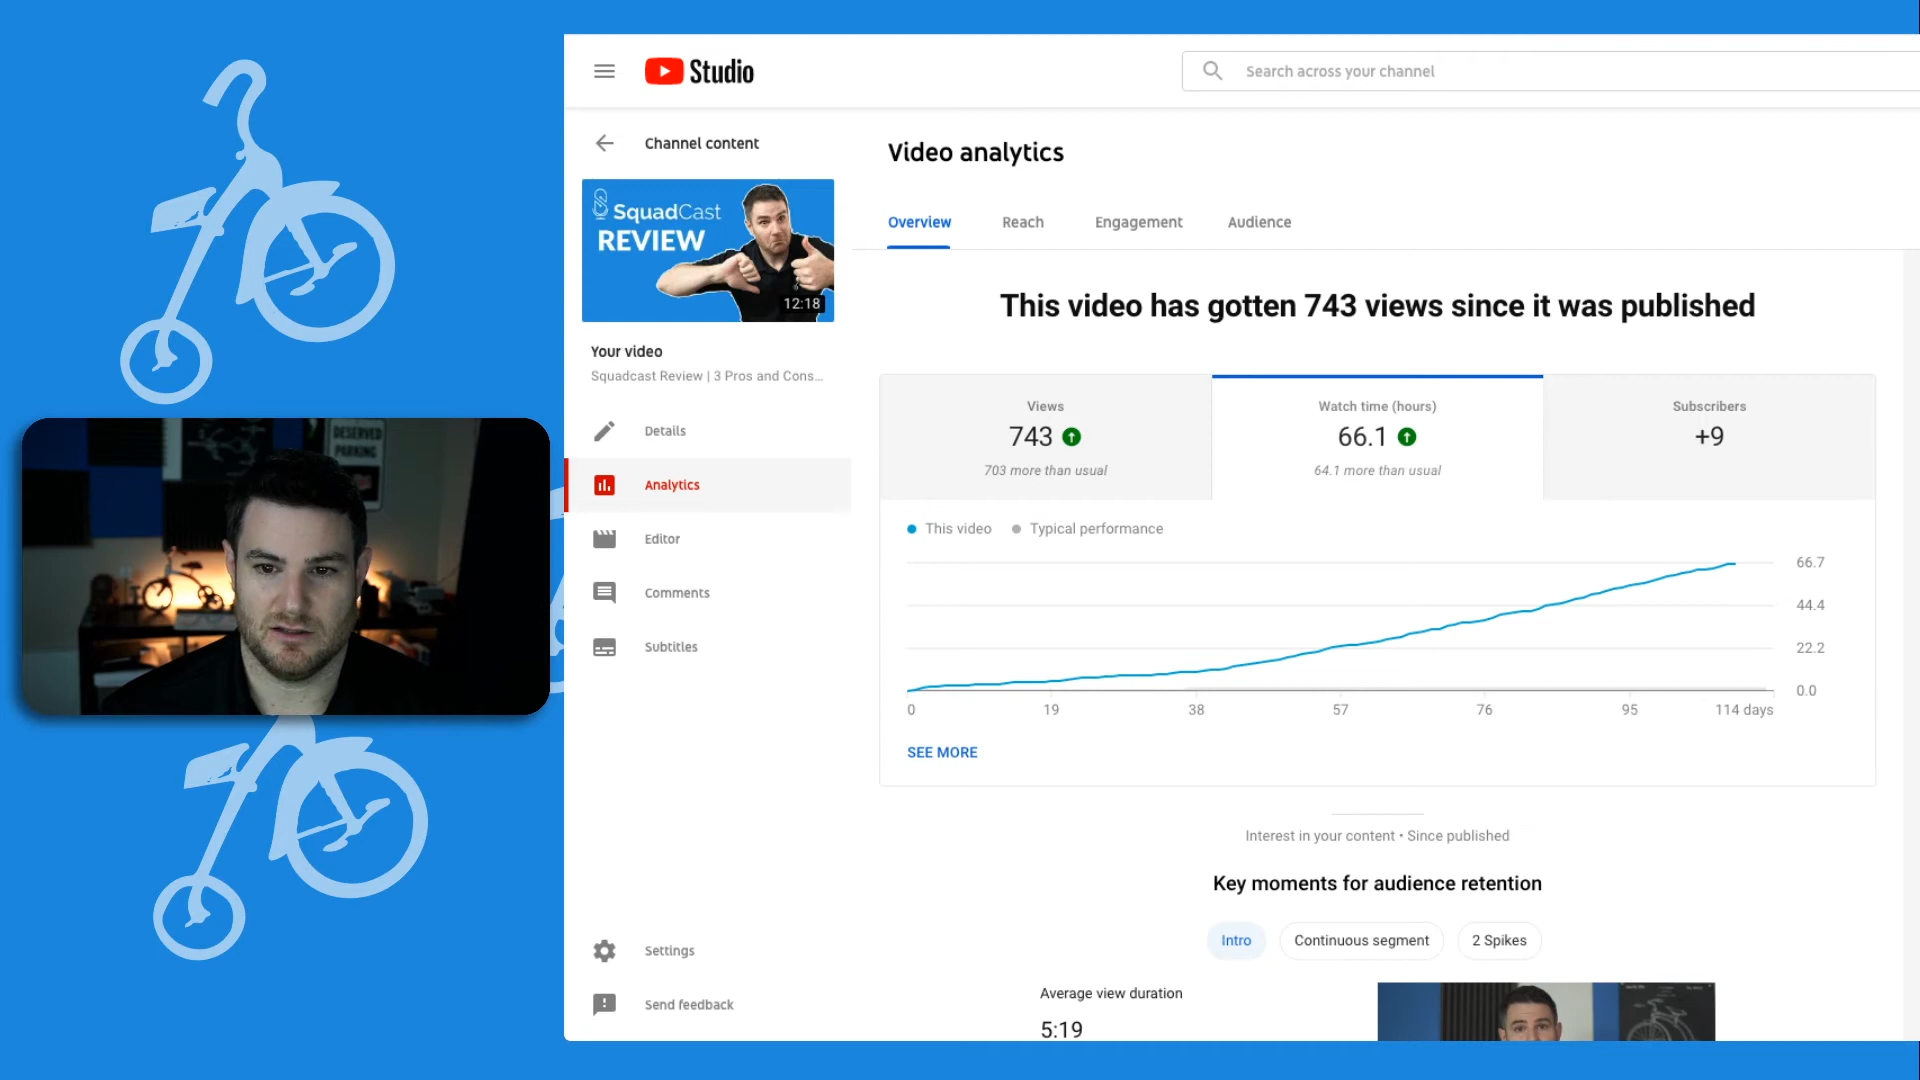 Studio
Search across your channel
Channel content
SquadCast
REVIEW
12:18
Your video
Squadcast Review | 3 Pros and Cons...
Details
Analytics
Editor
Comments
Subtitles
Settings
Send feedback
DESERVED
PARKING
Video analytics
Overview
Reach
Engagement
Audience
This video has gotten 743 views since it was published
Views
743
703 more than usual
Watch time (hours)
66.1
64.1 more than usual
Subscribers
+9
This video
Typical performance
66.7
44.4
22.2
0.0
0 19 38 57 76 95 114 days
SEE MORE
Interest in your content • Since published
Key moments for audience retention
Intro
Continuous segment
2 Spikes
Average view duration
5:19